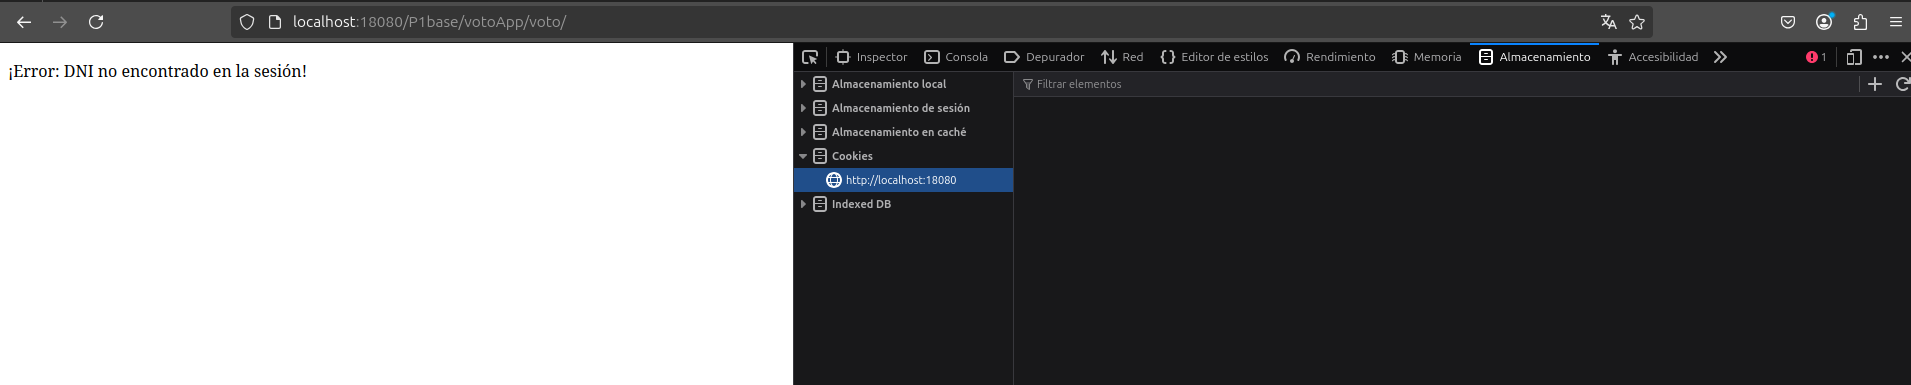 localhost:18080/P1base/votoApp/voto/
¡Error: DNI no encontrado en la sesión!
Inspector Consola Depurador Red Editor de estilos Rendimiento Memoria Almacenamiento Accesibilidad 1
Almacenamiento local
Almacenamiento de sesión
Almacenamiento en caché
Cookies
http://localhost:18080
Indexed DB
Filtrar elementos